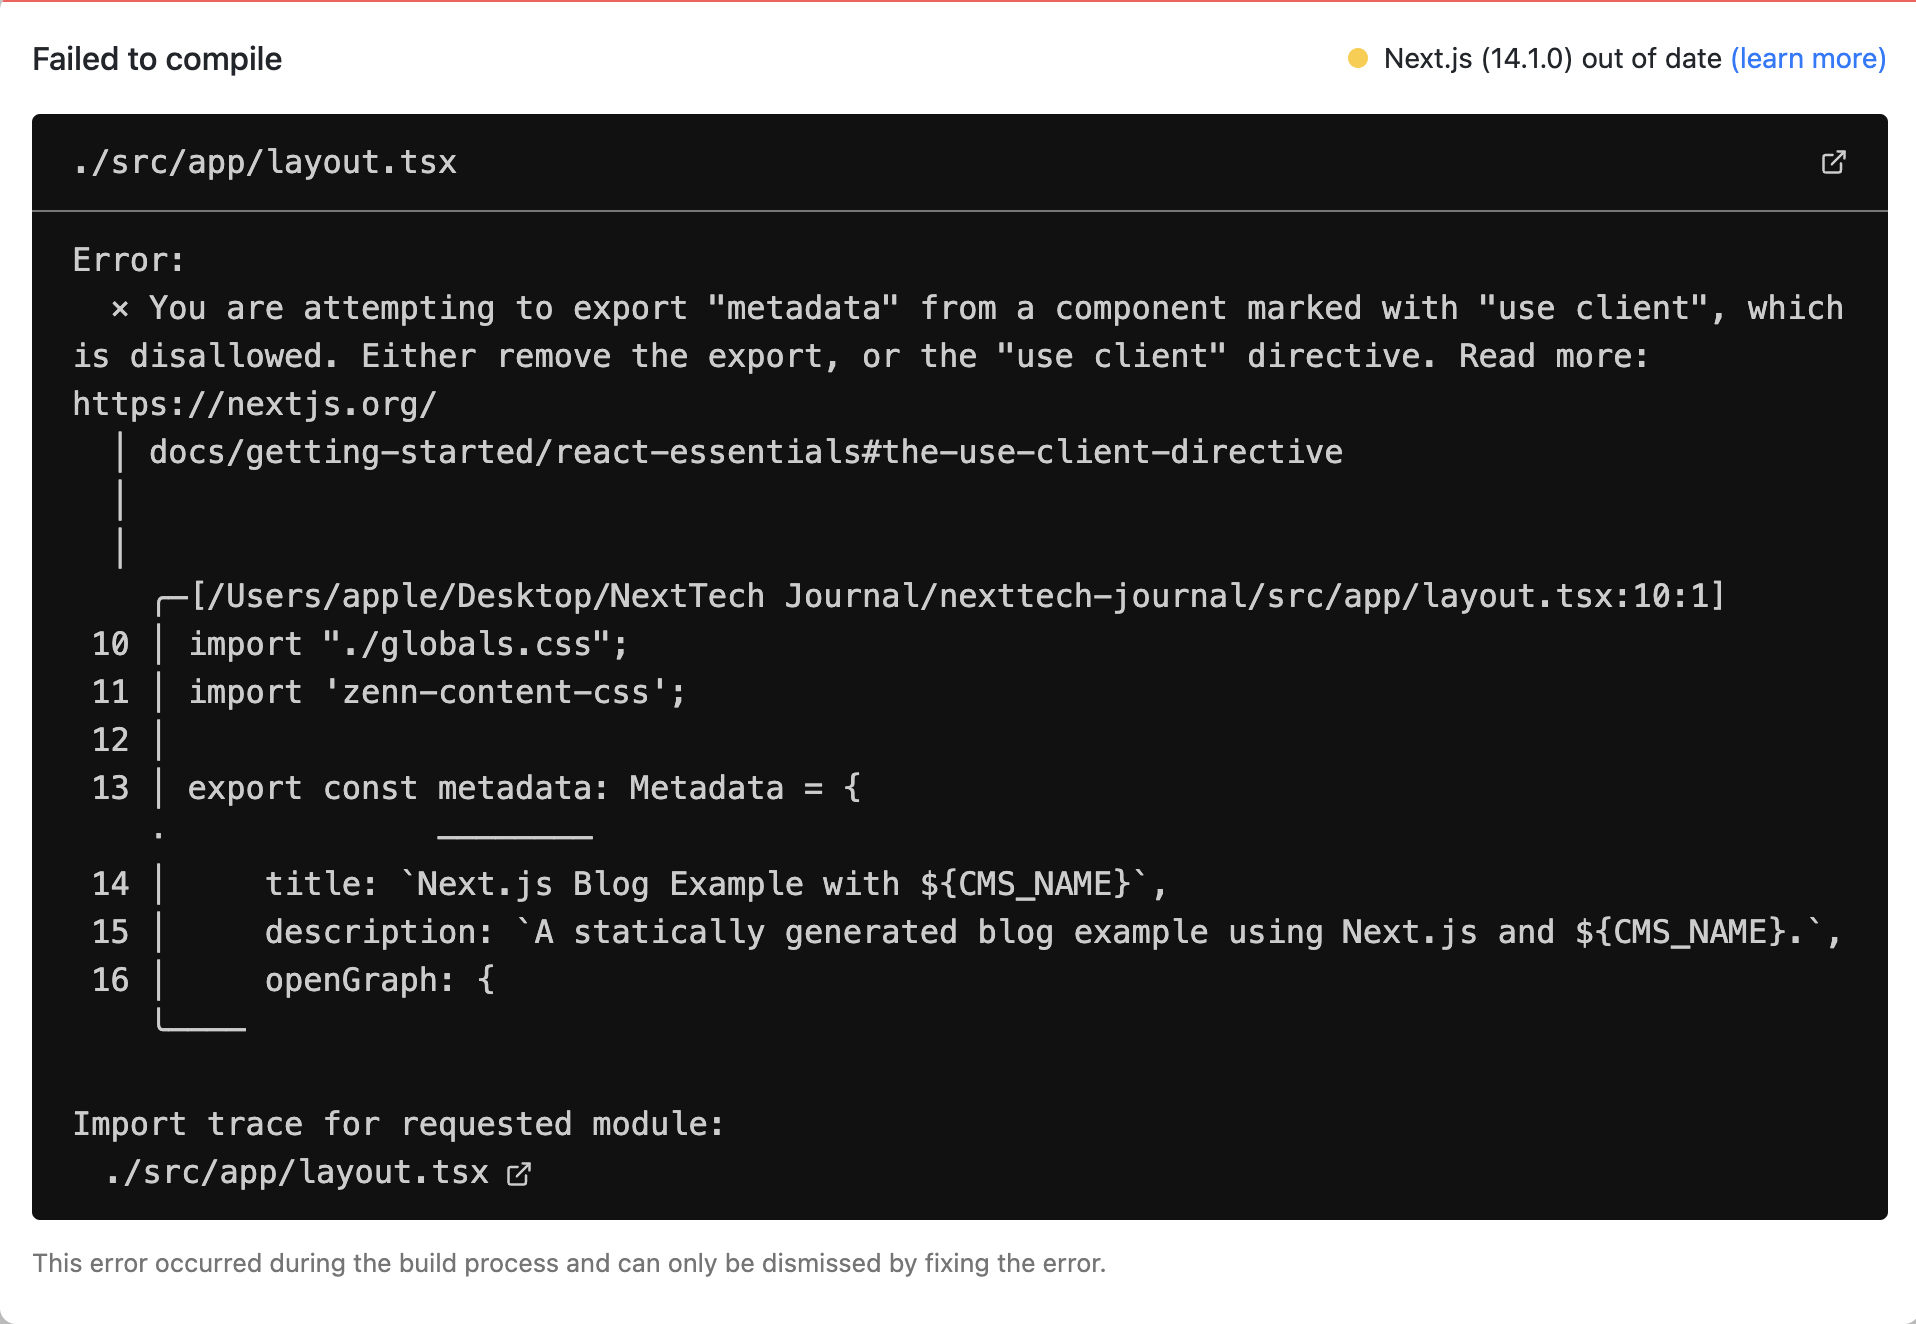 Failed to compile
Next.js (14.1.0) out of date (learn more)
./src/app/layout.tsx
Error:
× You are attempting to export "metadata" from a component marked with "use client", which
is disallowed. Either remove the export, or the "use client" directive. Read more:
https://nextjs.org/
│ docs/getting-started/react-essentials#the-use-client-directive
│
│
╭─[/Users/apple/Desktop/NextTech Journal/nexttech-journal/src/app/layout.tsx:10:1]
10 │ import "./globals.css";
11 │ import 'zenn-content-css';
12 │
13 │ export const metadata: Metadata = {
· ────────
14 │     title: `Next.js Blog Example with ${CMS_NAME}`,
15 │     description: `A statically generated blog example using Next.js and ${CMS_NAME}.`,
16 │     openGraph: {
╰────
Import trace for requested module:
./src/app/layout.tsx
This error occurred during the build process and can only be dismissed by fixing the error.